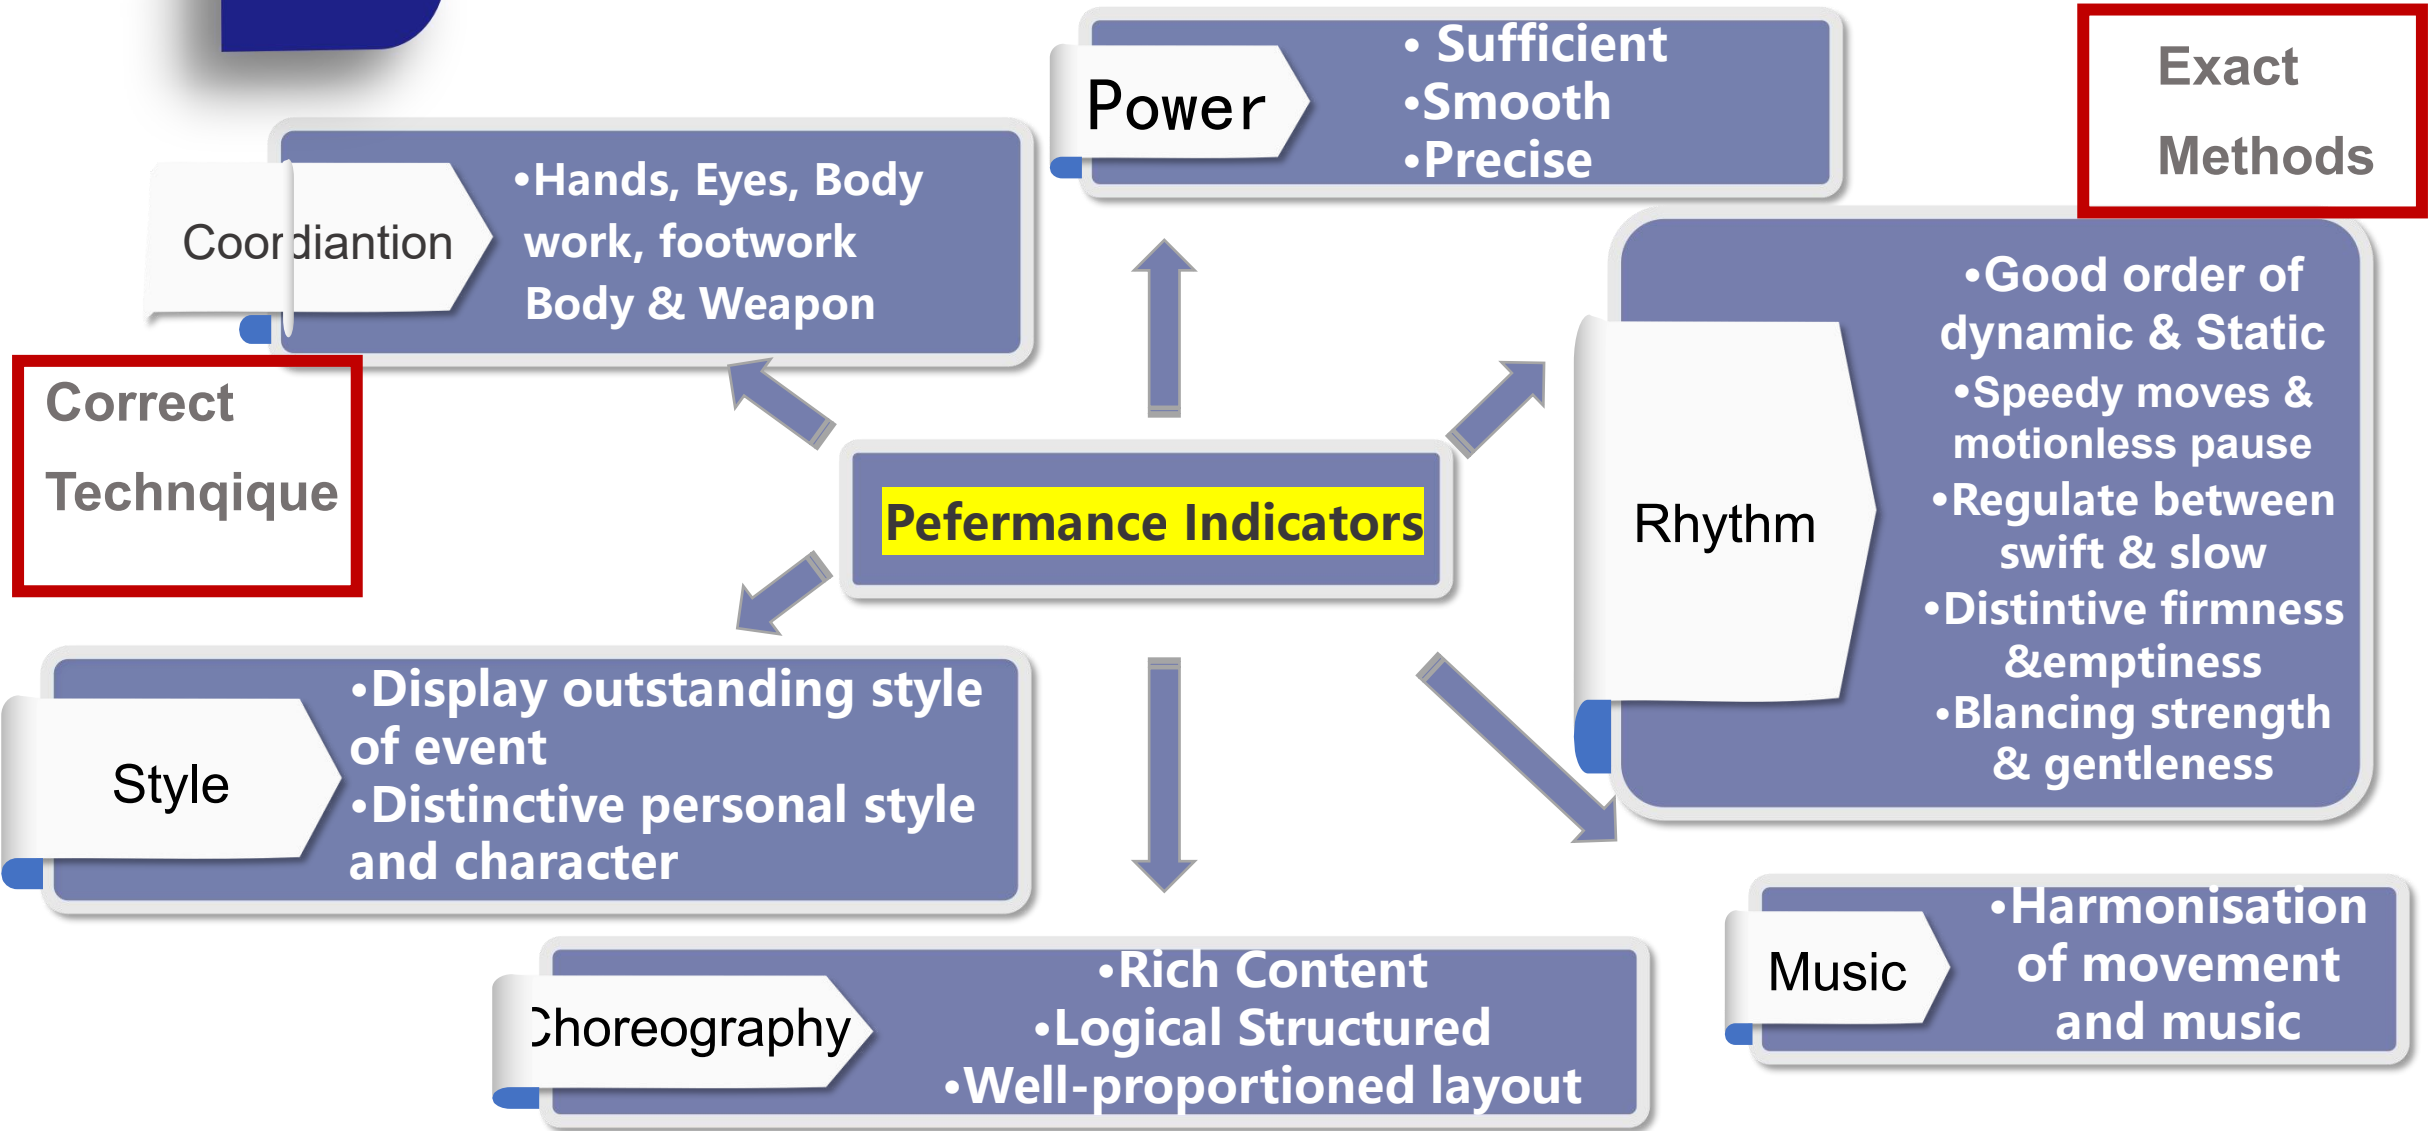 Power
• Sufficient
•Smooth
•Precise
Exact
Methods
Coordiantion
•Hands, Eyes, Body
work, footwork
Body & Weapon
Correct
Technqique
Pefermance Indicators
Rhythm
•Good order of
dynamic & Static
•Speedy moves &
motionless pause
•Regulate between
swift & slow
•Distintive firmness
&emptiness
•Blancing strength
& gentleness
Style
•Display outstanding style
of event
•Distinctive personal style
and character
Choreography
•Rich Content
•Logical Structured
•Well-proportioned layout
Music
•Harmonisation
of movement
and music